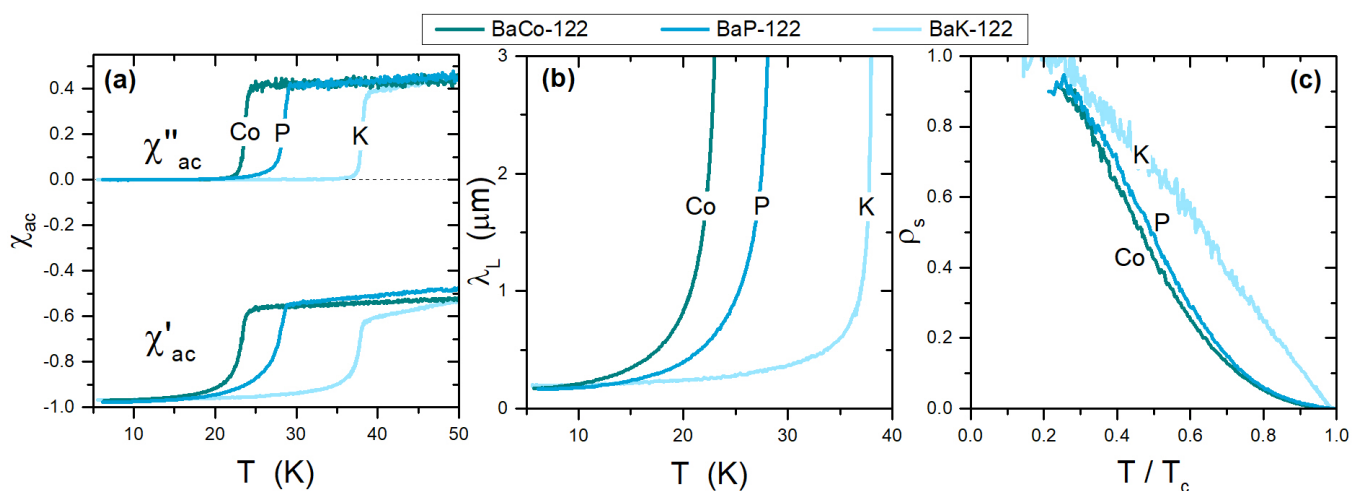 BaCo-122 BaP-122 BaK-122
(a)
χ"ac
Co P K
χ'ac
χac
0.4
0.2
0.0
-0.2
-0.4
-0.6
-0.8
-1.0
10 20 30 40 50
T (K)
(b)
λL (μm)
3
2
1
0
Co P K
10 20 30 40
T (K)
(c)
ρs
1.0
0.8
0.6
0.4
0.2
0.0
K
P
Co
0.0 0.2 0.4 0.6 0.8 1.0
T / Tc